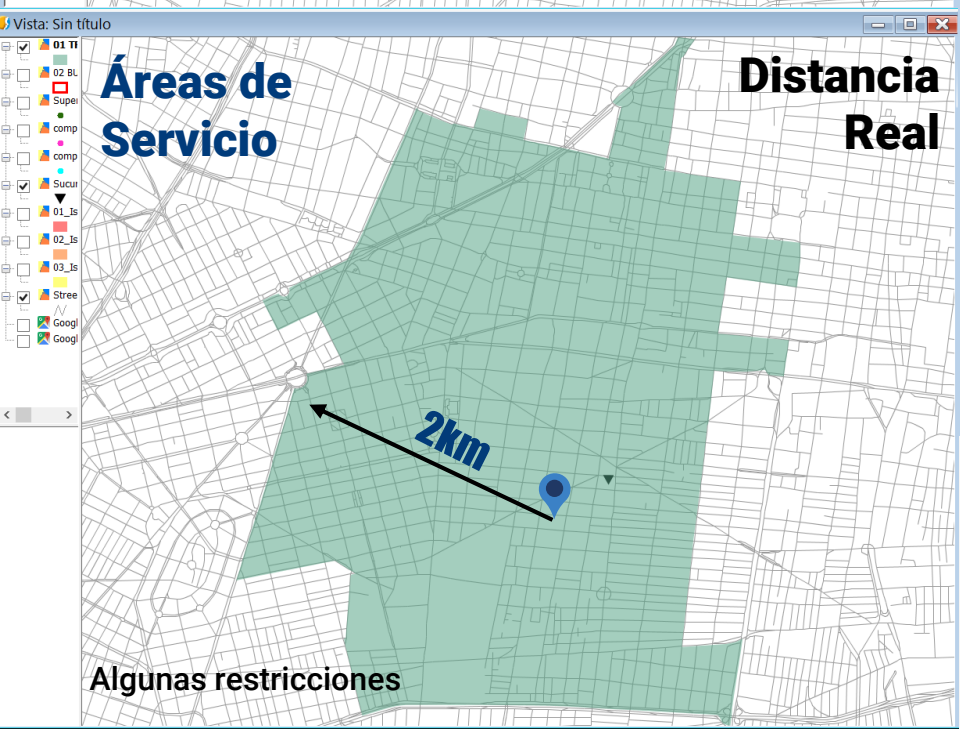 Vista: Sin título
01 TF
02 BU
Super
comp
comp
Sucur
01_Is
02_Is
03_Is
Stree
Googl
Googl
Áreas de
Servicio
Distancia
Real
2km
Algunas restricciones